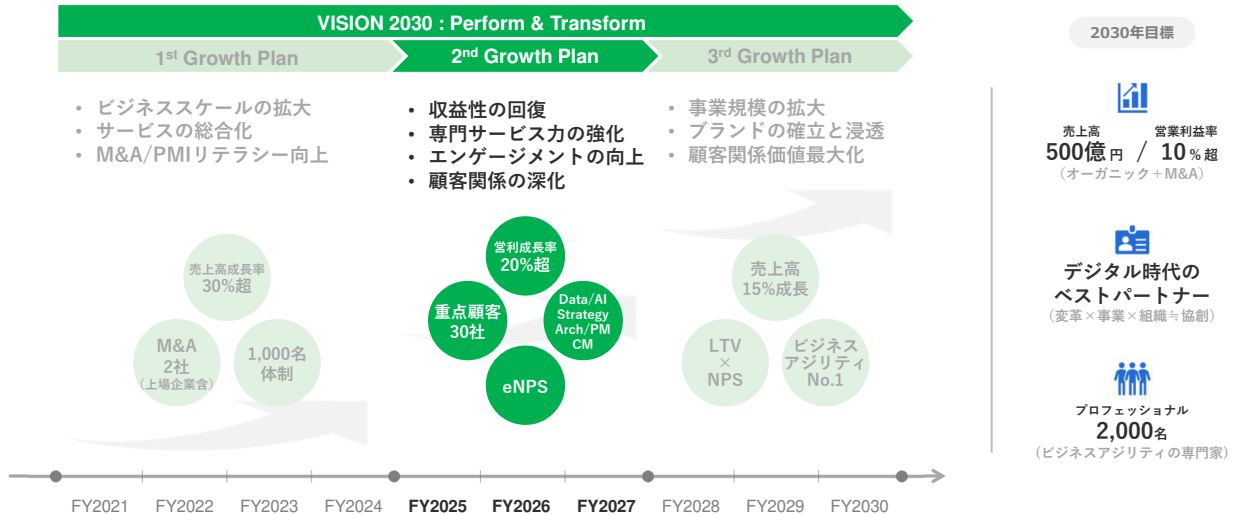 VISION 2030 : Perform & Transform
1st Growth Plan
2nd Growth Plan
3rd Growth Plan
• ビジネススケールの拡大
• サービスの総合化
• M&A/PMIリテラシー向上
• 収益性の回復
• 専門サービス力の強化
• エンゲージメントの向上
• 顧客関係の深化
• 事業規模の拡大
• ブランドの確立と浸透
• 顧客関係価値最大化
売上高成長率
30%超
M&A
2社
(上場企業含)
1,000名
体制
営利成長率
20%超
重点顧客
30社
Data/AI
Strategy
Arch/PM
CM
eNPS
売上高
15%成長
LTV
×
NPS
ビジネス
アジリティ
No.1
FY2021
FY2022
FY2023
FY2024
FY2025
FY2026
FY2027
FY2028
FY2029
FY2030
2030年目標
売上高 営業利益率
500億円 / 10%超
（オーガニック＋M&A）
デジタル時代の
ベストパートナー
（変革×事業×組織≒協創）
プロフェッショナル
2,000名
（ビジネスアジリティの専門家）